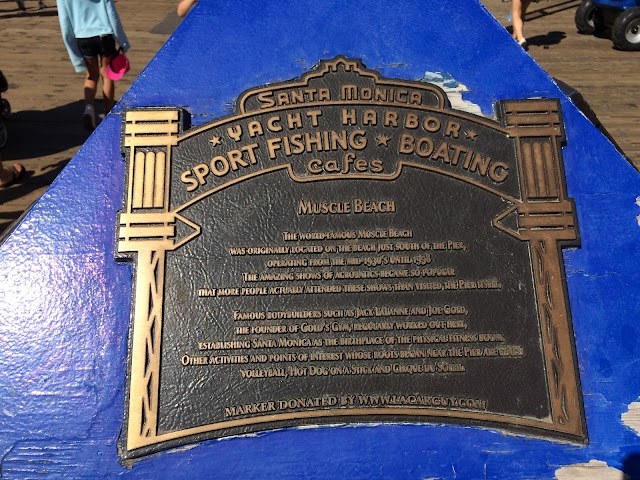 SANTA MONICA
★ YACHT HARBOR ★
SPORT FISHING ★ BOATING
cafes
MUSCLE BEACH
THE WORLD-FAMOUS MUSCLE BEACH
WAS ORIGINALLY LOCATED ON THE BEACH JUST SOUTH OF THE PIER,
OPERATING FROM THE MID-1930'S UNTIL 1958
THE AMAZING SHOWS OF ACROBATICS BECAME SO POPULAR
THAT MORE PEOPLE ACTUALLY ATTENDED THESE SHOWS THAN VISITED THE PIER ITSELF.
FAMOUS BODYBUILDERS SUCH AS JACK LALANNE AND JOE GOLD,
THE FOUNDER OF GOLD'S GYM, REGULARLY WORKED OUT HERE,
ESTABLISHING SANTA MONICA AS THE BIRTHPLACE OF THE PHYSICAL FITNESS BOOM.
OTHER ACTIVITIES AND POINTS OF INTEREST WHOSE ROOTS BEGAN NEAR THE PIER ARE BEACH
VOLLEYBALL, HOT DOG ON A STICK AND CIRQUE DU SOLEIL.
MARKER DONATED BY WWW.LACARGUY.COM